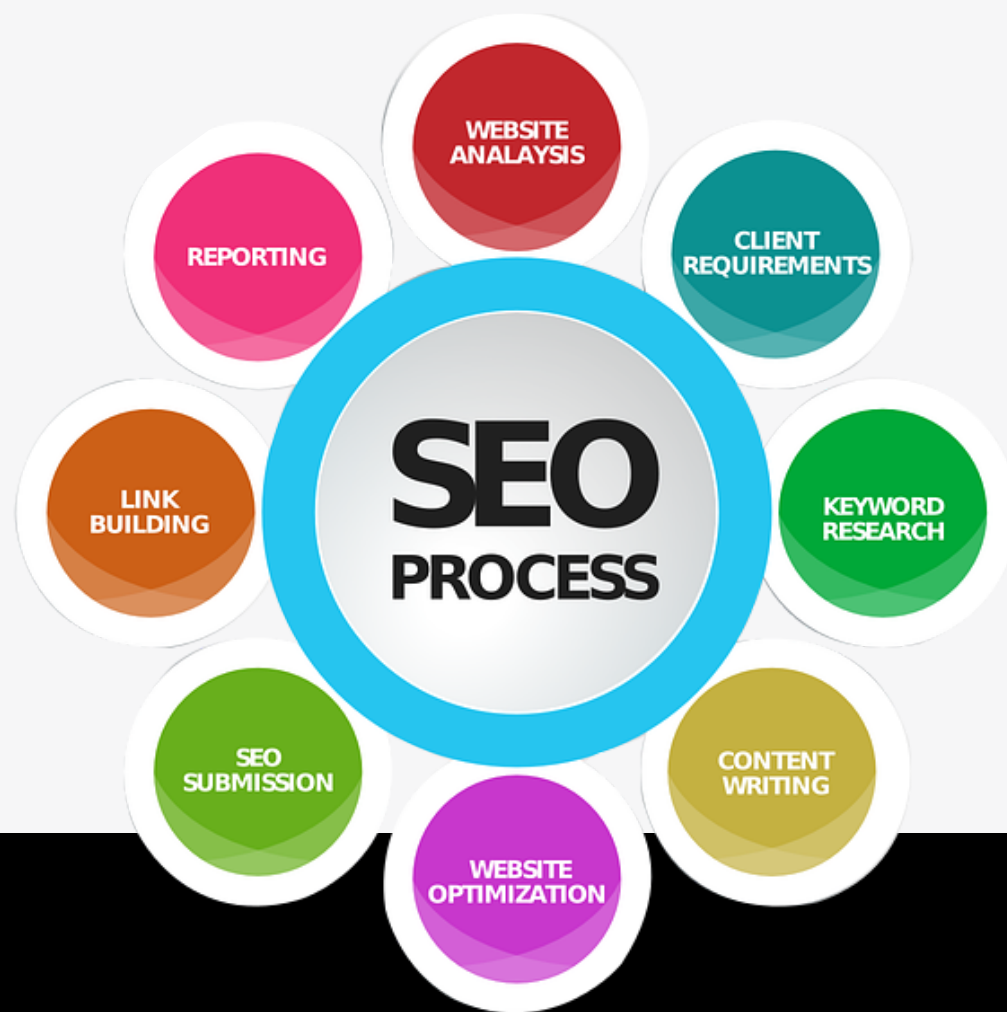 WEBSITE
ANALAYSIS
CLIENT
REQUIREMENTS
KEYWORD
RESEARCH
CONTENT
WRITING
WEBSITE
OPTIMIZATION
SEO
SUBMISSION
LINK
BUILDING
REPORTING
SEO
PROCESS